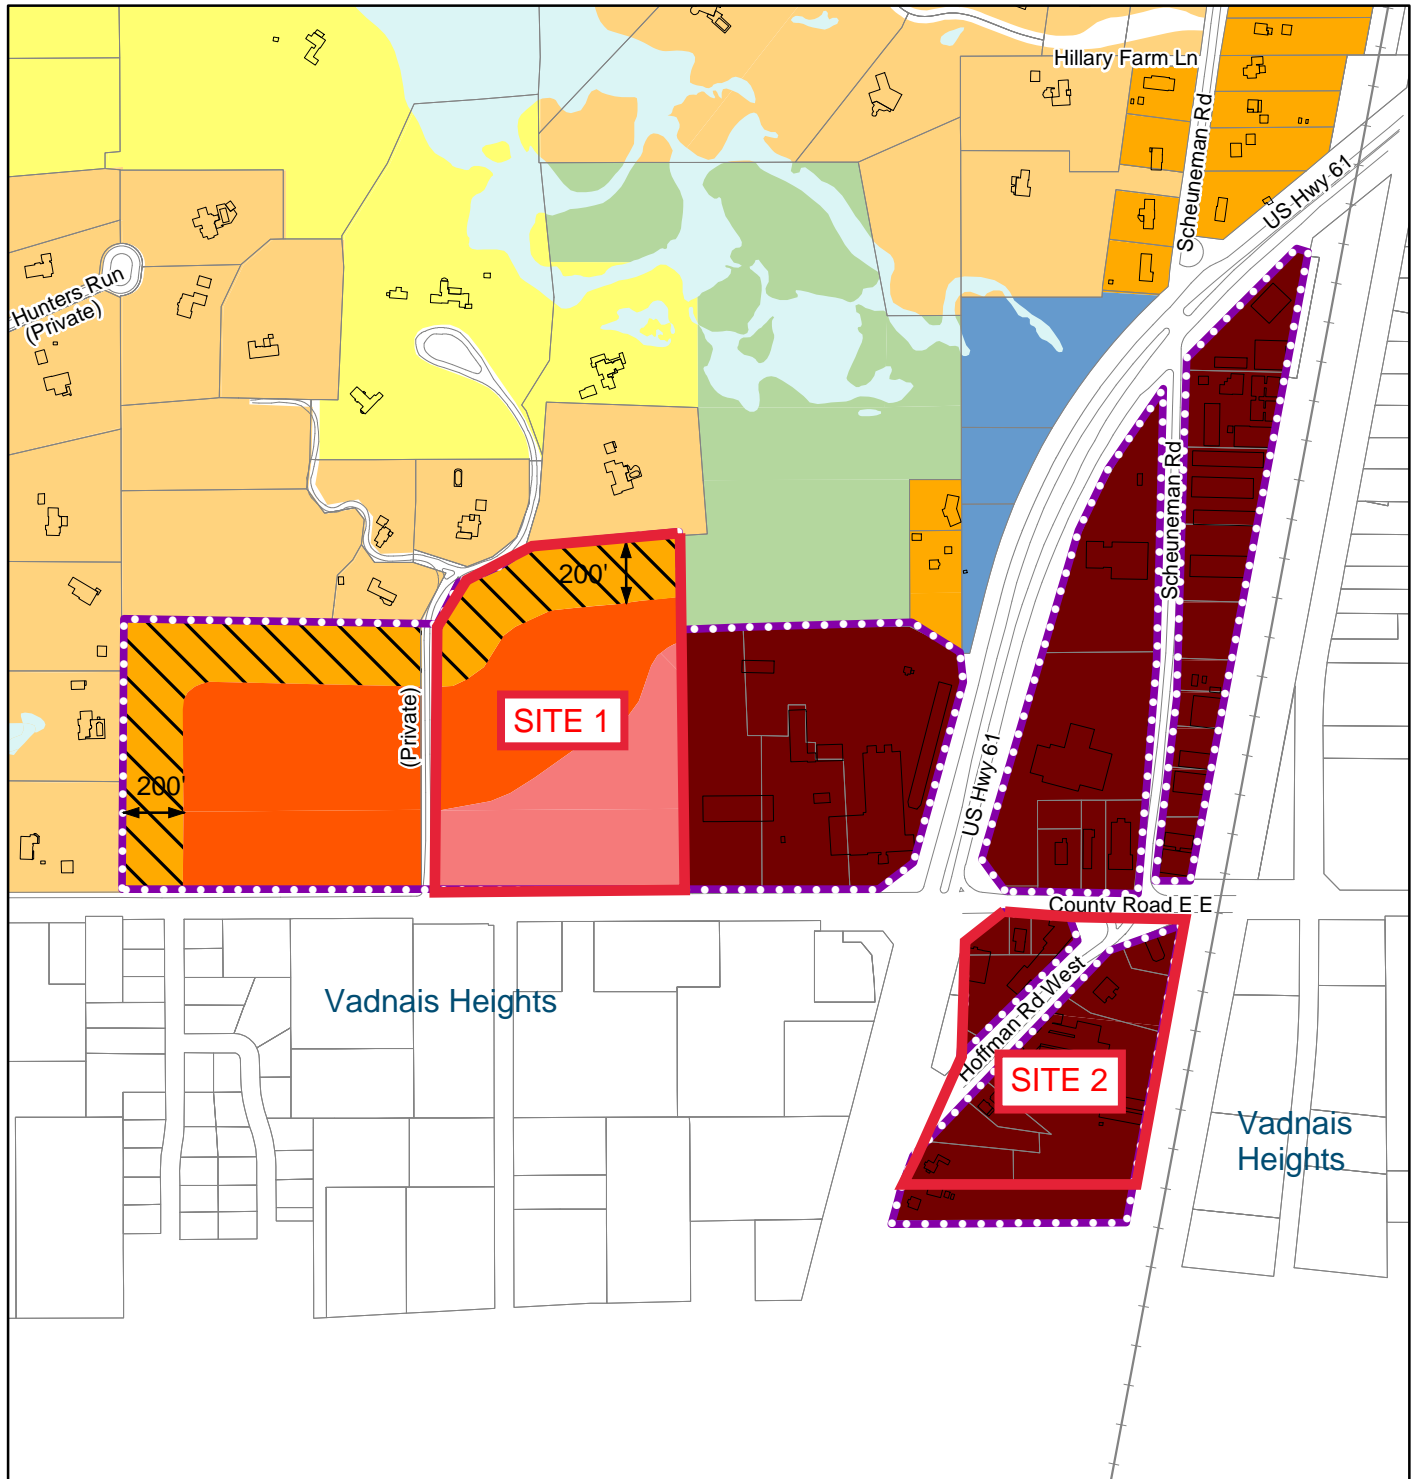 Hillary Farm Ln
Scheuneman Rd
US Hwy 61
Hunters Run
(Private)
Scheuneman Rd
200'
SITE 1
(Private)
200'
US Hwy 61
County Road E E
Hoffman Rd West
Vadnais Heights
SITE 2
Vadnais
Heights